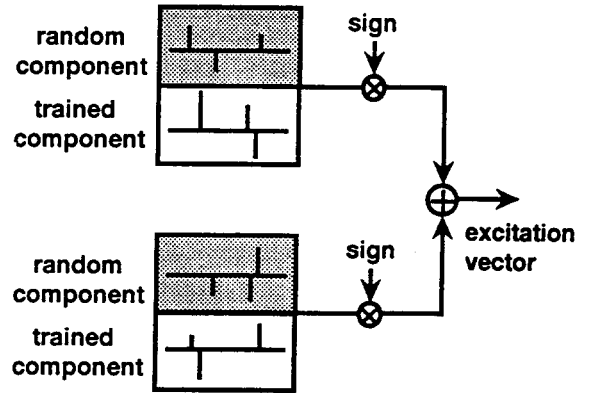 random
component
sign
trained
component
excitation
vector
random
component
sign
trained
component